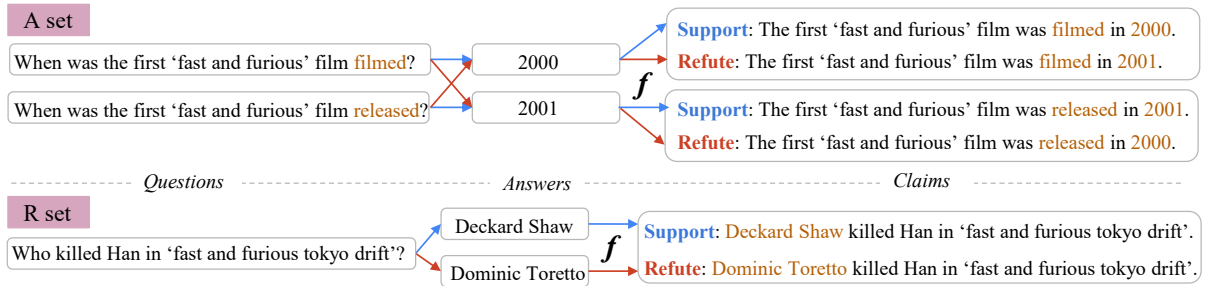 A set
When was the first ‘fast and furious’ film filmed?
When was the first ‘fast and furious’ film released?
2000
2001
f
Support: The first ‘fast and furious’ film was filmed in 2000.
Refute: The first ‘fast and furious’ film was filmed in 2001.
Support: The first ‘fast and furious’ film was released in 2001.
Refute: The first ‘fast and furious’ film was released in 2000.
Questions
Answers
Claims
R set
Who killed Han in ‘fast and furious tokyo drift’?
Deckard Shaw
Dominic Toretto
f
Support: Deckard Shaw killed Han in ‘fast and furious tokyo drift’.
Refute: Dominic Toretto killed Han in ‘fast and furious tokyo drift’.